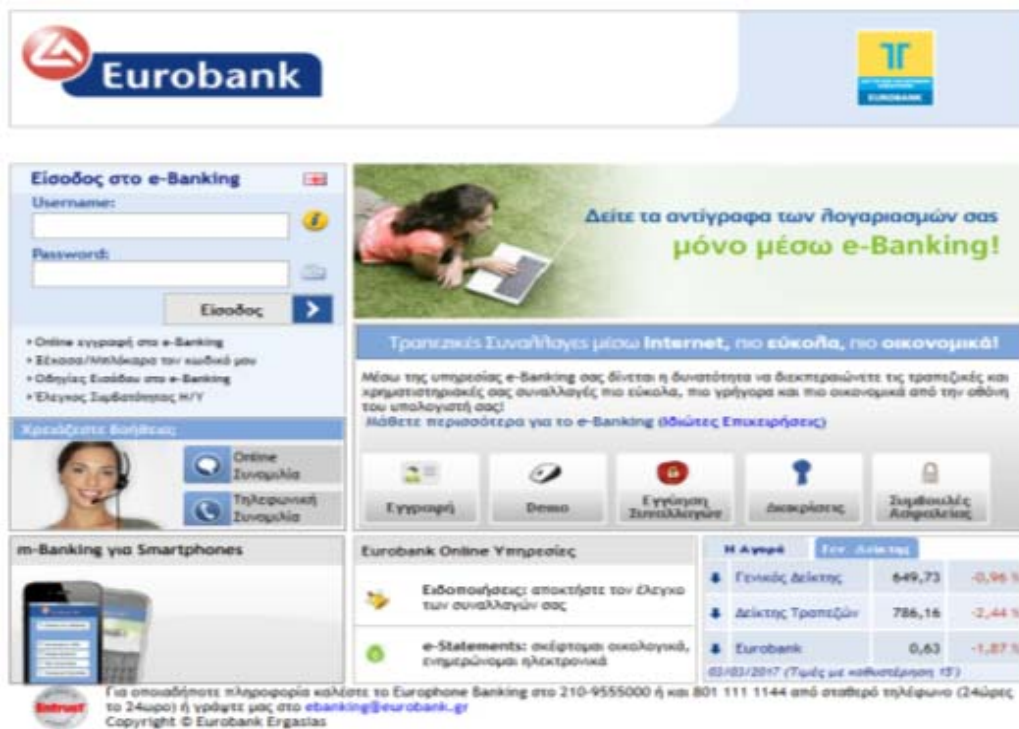 Eurobank
EUROBANK
Είσοδος στο e-Banking
Username:
Password:
Είσοδος
Online εγγραφή στο e-Banking
Ξέχασα/Μπλόκαρα τον κωδικό μου
Οδηγίες Εισόδου στο e-Banking
Έλεγχος Συμβατότητας Η/Υ
Χρειάζεστε βοήθεια;
Online
Συνομιλία
Τηλεφωνική
Συνομιλία
Δείτε τα αντίγραφα των λογαριασμών σας
μόνο μέσω e-Banking!
Τραπεζικές Συναλλαγες μέσω Internet, πιο εύκολα, πιο οικονομικά!
Μέσω της υπηρεσίας e-Banking σας δίνεται η δυνατότητα να διεκπεραιώνετε τις τραπεζικές και
χρηματιστηριακές σας συναλλαγές πιο εύκολα, πιο γρήγορα και πιο οικονομικά από την οθόνη
του υπολογιστή σας!
Μάθετε περισσότερα για το e-Banking (Ιδιώτες Επιχειρήσεις)
Εγγραφή
Demo
Εγγύηση
Συναλλαγών
Διακρίσεις
Συμβουλές
Ασφαλείας
m-Banking για Smartphones
Eurobank Online Υπηρεσίες
Ειδοποιήσεις: αποκτήστε τον έλεγχο
των συναλλαγών σας
e-Statements: σκέφτομαι οικολογικά,
ενημερώνομαι ηλεκτρονικά
Η Αγορά Γεν. Δείκτης
Γενικός Δείκτης 649,73 -0,96 %
Δείκτης Τραπεζών 786,16 -2,44 %
Eurobank 0,63 -1,87 %
03/03/2017 (Τιμές με καθυστέρηση 15')
Entrust
Για οποιαδήποτε πληροφορία καλέστε το Europhone Banking στο 210-9555000 ή και 801 111 1144 από σταθερό τηλέφωνο (24ώρες
το 24ωρο) ή γράψτε μας στο ebanking@eurobank.gr
Copyright © Eurobank Ergasias